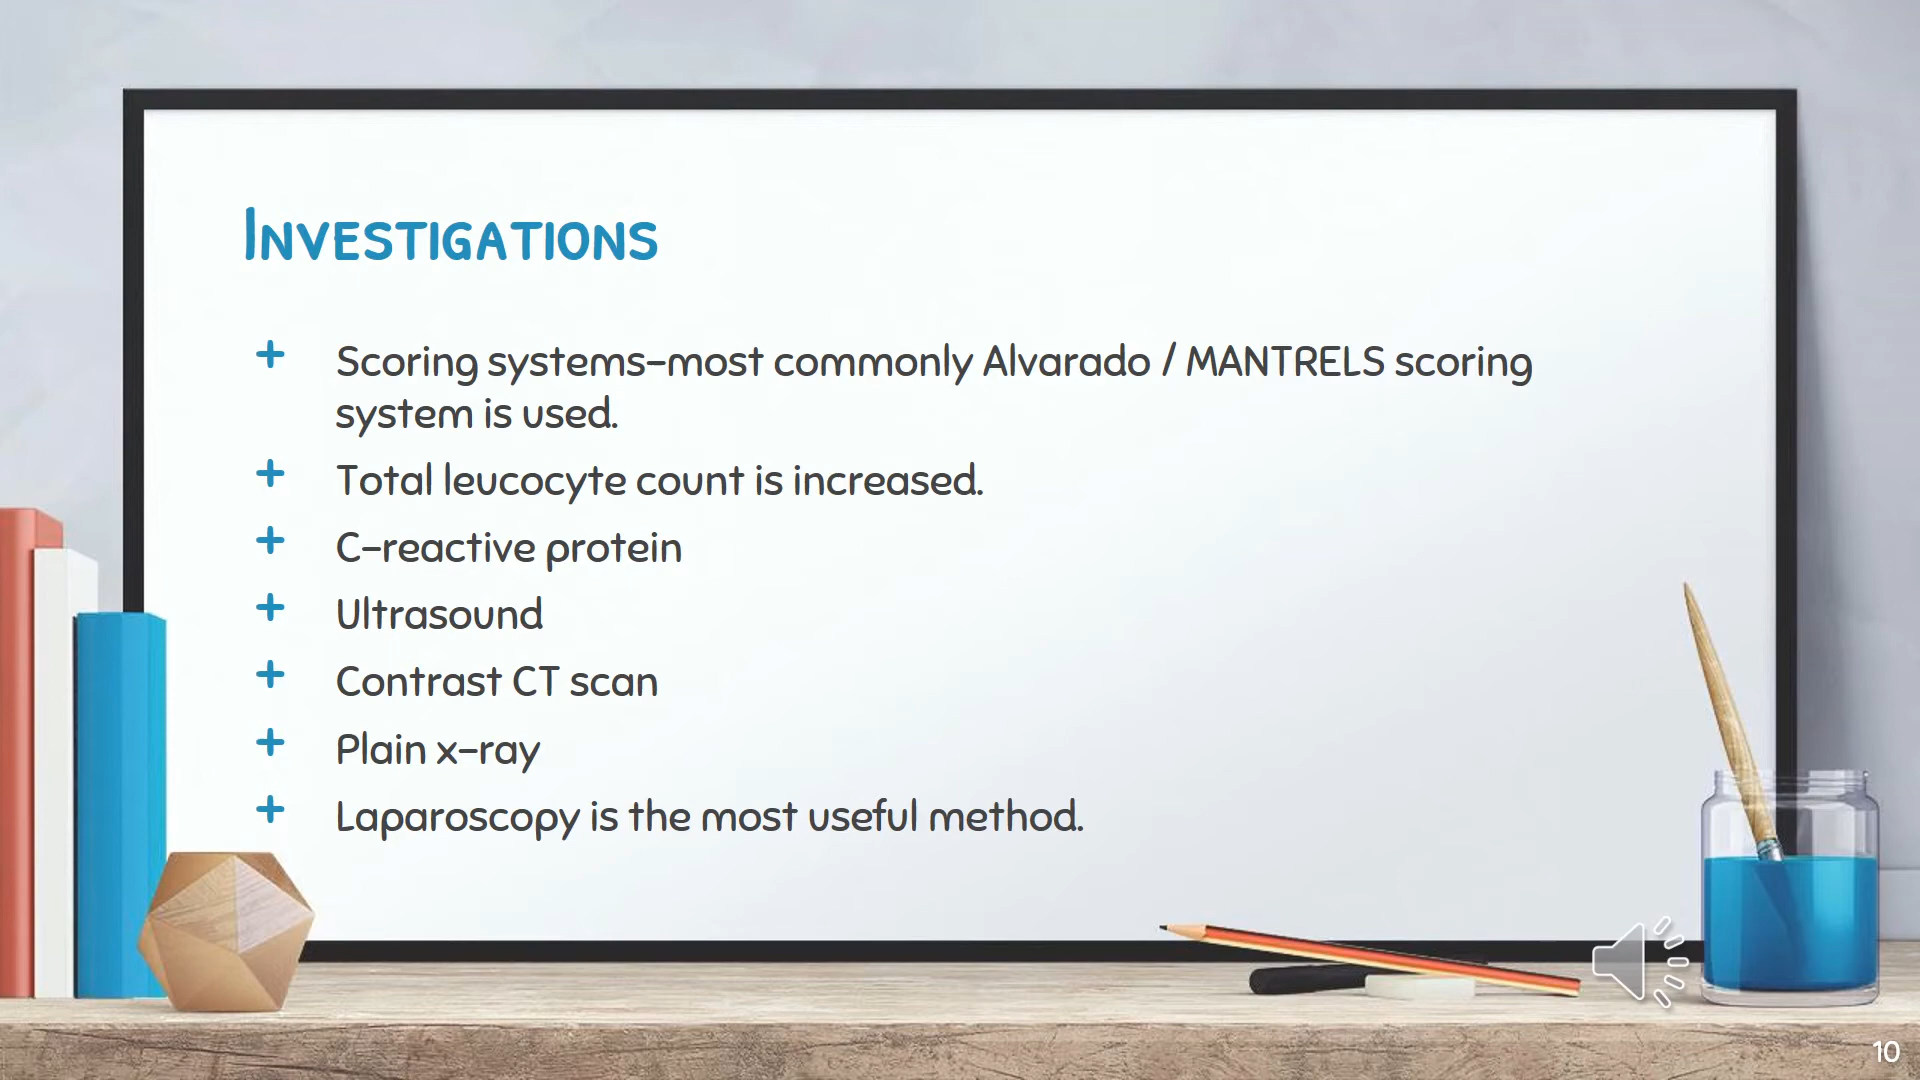 Investigations
+ Scoring systems-most commonly Alvarado / MANTRELS scoring
system is used.
+ Total leucocyte count is increased.
+ C-reactive protein
+ Ultrasound
+ Contrast CT scan
+ Plain x-ray
+ Laparoscopy is the most useful method.
10